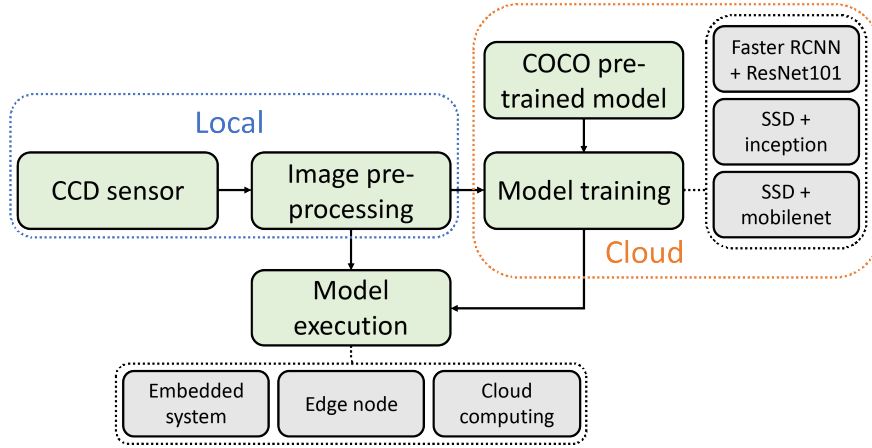 COCO pre-
trained model
Faster RCNN
+ ResNet101
SSD +
inception
SSD +
mobilenet
Local
CCD sensor
Image pre-
processing
Model training
Cloud
Model
execution
Embedded
system
Edge node
Cloud
computing